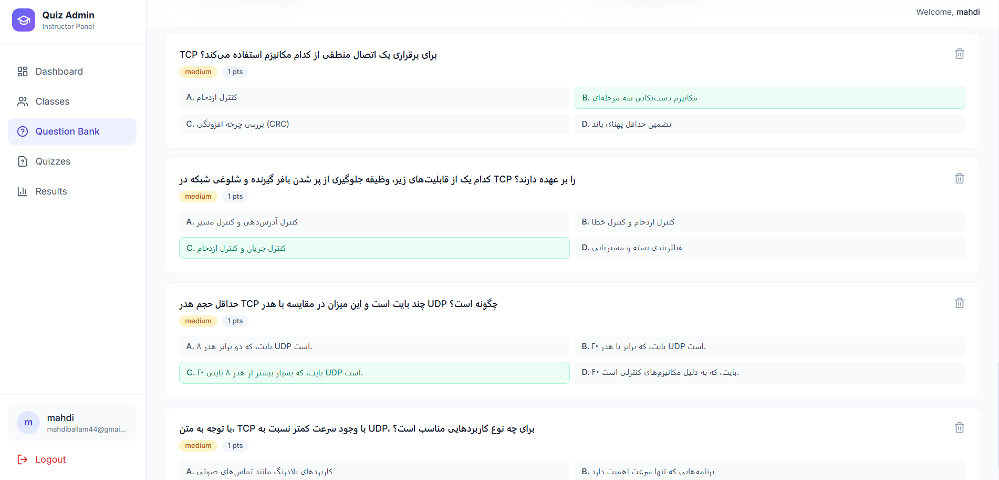 Quiz Admin
Instructor Panel
Welcome, mahdi
Dashboard
Classes
Question Bank
Quizzes
Results
mahdi
mahdiballam44@gmai...
Logout
TCP برای برقراری یک اتصال منطقی از کدام مکانیزم استفاده می‌کند؟
medium 1 pts
A. کنترل ازدحام
B. مکانیزم دست‌تکانی سه مرحله‌ای
C. بررسی چرخه افزونگی (CRC)
D. تضمین حداقل پهنای باند
کدام یک از قابلیت‌های زیر، وظیفه جلوگیری از پر شدن بافر گیرنده و شلوغی شبکه در TCP را بر عهده دارند؟
medium 1 pts
A. کنترل آدرس‌دهی و کنترل مسیر
B. کنترل ازدحام و کنترل خطا
C. کنترل جریان و کنترل ازدحام
D. فیلتربندی بسته و مسیریابی
حداقل حجم هدر TCP چند بایت است و این میزان در مقایسه با هدر UDP چگونه است؟
medium 1 pts
A. ۸ بایت، که دو برابر هدر UDP است.
B. ۲۰ بایت، که برابر با هدر UDP است.
C. ۲۰ بایت، که بسیار بیشتر از هدر ۸ بایتی UDP است.
D. ۴۰ بایت، که به دلیل مکانیزم‌های کنترلی است.
با توجه به متن، TCP با وجود سرعت کمتر نسبت به UDP، برای چه نوع کاربردهایی مناسب است؟
medium 1 pts
A. کاربردهای بلادرنگ مانند تماس‌های صوتی
B. برنامه‌هایی که تنها سرعت اهمیت دارد